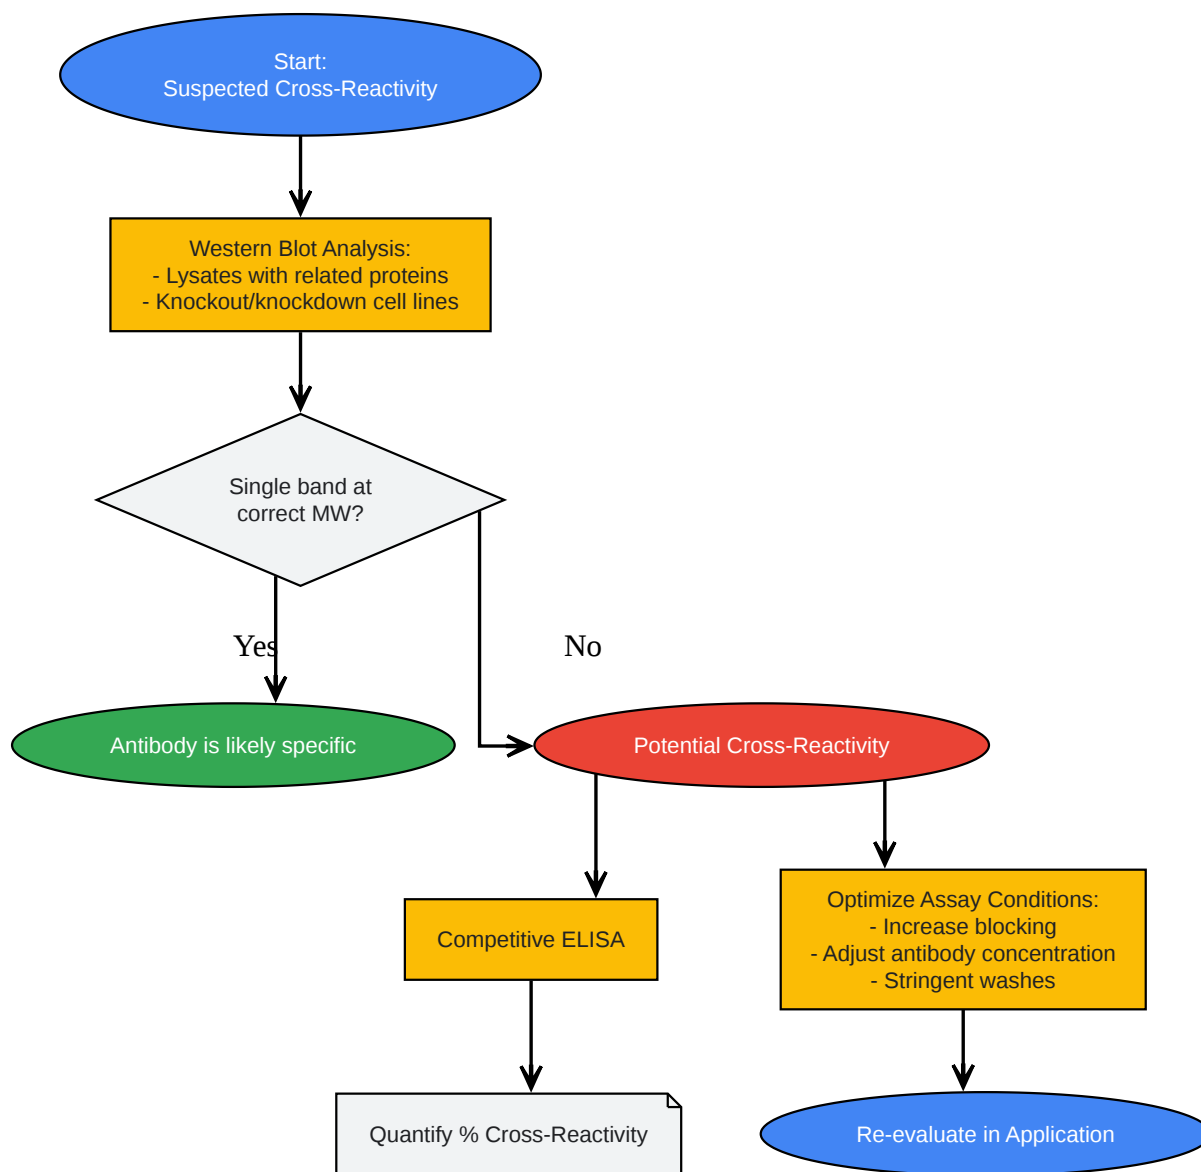 Start:
Suspected Cross-Reactivity
Western Blot Analysis:
- Lysates with related proteins
- Knockout/knockdown cell lines
Single band at
correct MW?
Yes
No
Antibody is likely specific
Potential Cross-Reactivity
Competitive ELISA
Optimize Assay Conditions:
- Increase blocking
- Adjust antibody concentration
- Stringent washes
Quantify % Cross-Reactivity
Re-evaluate in Application